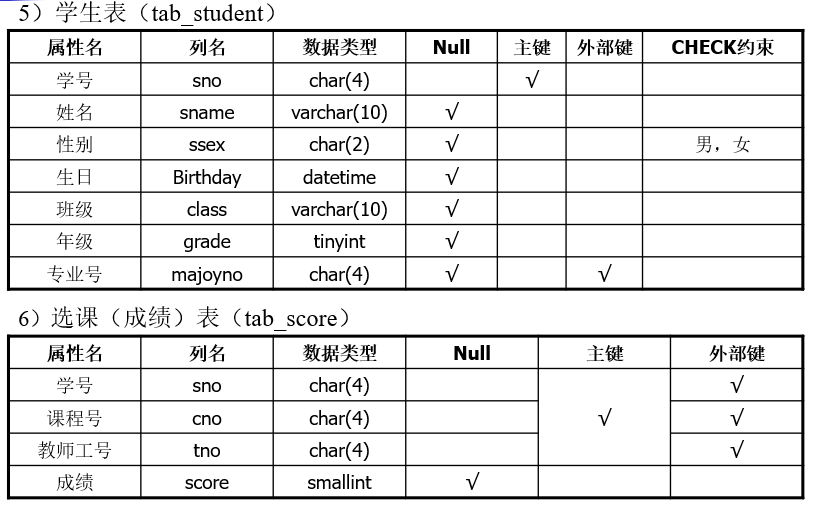 5）学生表（tab_student）
属性名 列名 数据类型 Null 主键 外部键 CHECK约束
学号 sno char(4) √
姓名 sname varchar(10) √
性别 ssex char(2) √ 男，女
生日 Birthday datetime √
班级 class varchar(10) √
年级 grade tinyint √
专业号 majoyno char(4) √ √
6）选课（成绩）表（tab_score）
属性名 列名 数据类型 Null 主键 外部键
学号 sno char(4) √
课程号 cno char(4) √ √
教师工号 tno char(4) √
成绩 score smallint √